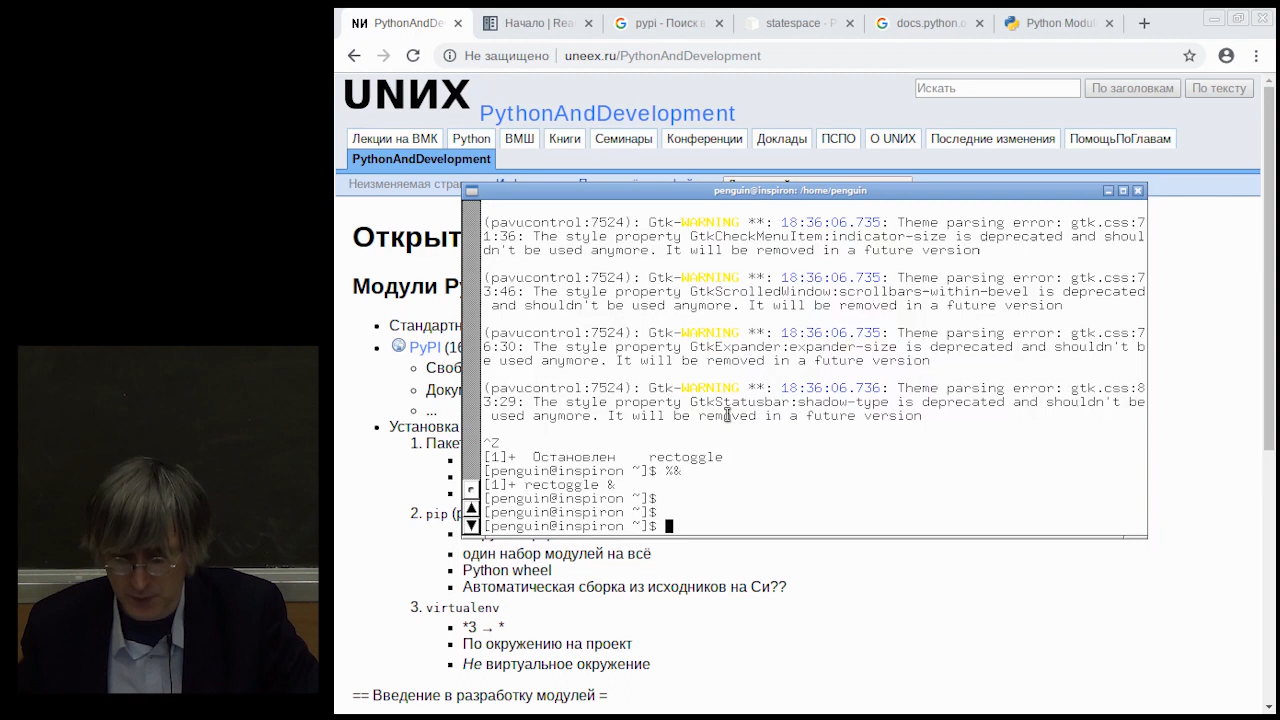 PythonAndDe
Начало | Rea
pypi - Поиск в
statespace - P
docs.python.o
Python Modul
Не защищено
uneex.ru/PythonAndDevelopment
UNИX
PythonAndDevelopment
Искать
По заголовкам
По тексту
Лекции на ВМК
Python
ВМШ
Книги
Семинары
Конференции
Доклады
ПСПО
О UNИX
Последние изменения
ПомощьПоГлавам
PythonAndDevelopment
Неизменяемая стран
penguin@inspiron: /home/penguin
(pavucontrol:7524): Gtk-WARNING **: 18:36:06.735: Theme parsing error: gtk.css:7
1:36: The style property GtkCheckMenuItem:indicator-size is deprecated and shoul
dn't be used anymore. It will be removed in a future version
(pavucontrol:7524): Gtk-WARNING **: 18:36:06.735: Theme parsing error: gtk.css:7
3:46: The style property GtkScrolledWindow:scrollbars-within-bevel is deprecated
and shouldn't be used anymore. It will be removed in a future version
(pavucontrol:7524): Gtk-WARNING **: 18:36:06.735: Theme parsing error: gtk.css:7
6:30: The style property GtkExpander:expander-size is deprecated and shouldn't b
e used anymore. It will be removed in a future version
(pavucontrol:7524): Gtk-WARNING **: 18:36:06.736: Theme parsing error: gtk.css:8
3:29: The style property GtkStatusbar:shadow-type is deprecated and shouldn't be
used anymore. It will be removed in a future version
^Z
[1]+ Остановлен rectoggle
[penguin@inspiron ~]$ %&
[1]+ rectoggle &
[penguin@inspiron ~]$
[penguin@inspiron ~]$
[penguin@inspiron ~]$
Открыт
Модули Py
Стандартн
PyPI (16
Своб
Докум
...
Установка
1. Пакет
2. pip (p
один набор модулей на всё
Python wheel
Автоматическая сборка из исходников на Си??
3. virtualenv
*3 → *
По окружению на проект
Не виртуальное окружение
== Введение в разработку модулей =